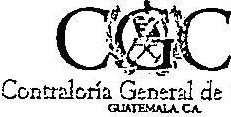 CGC
Contraloría General de
GUATEMALA, C.A.